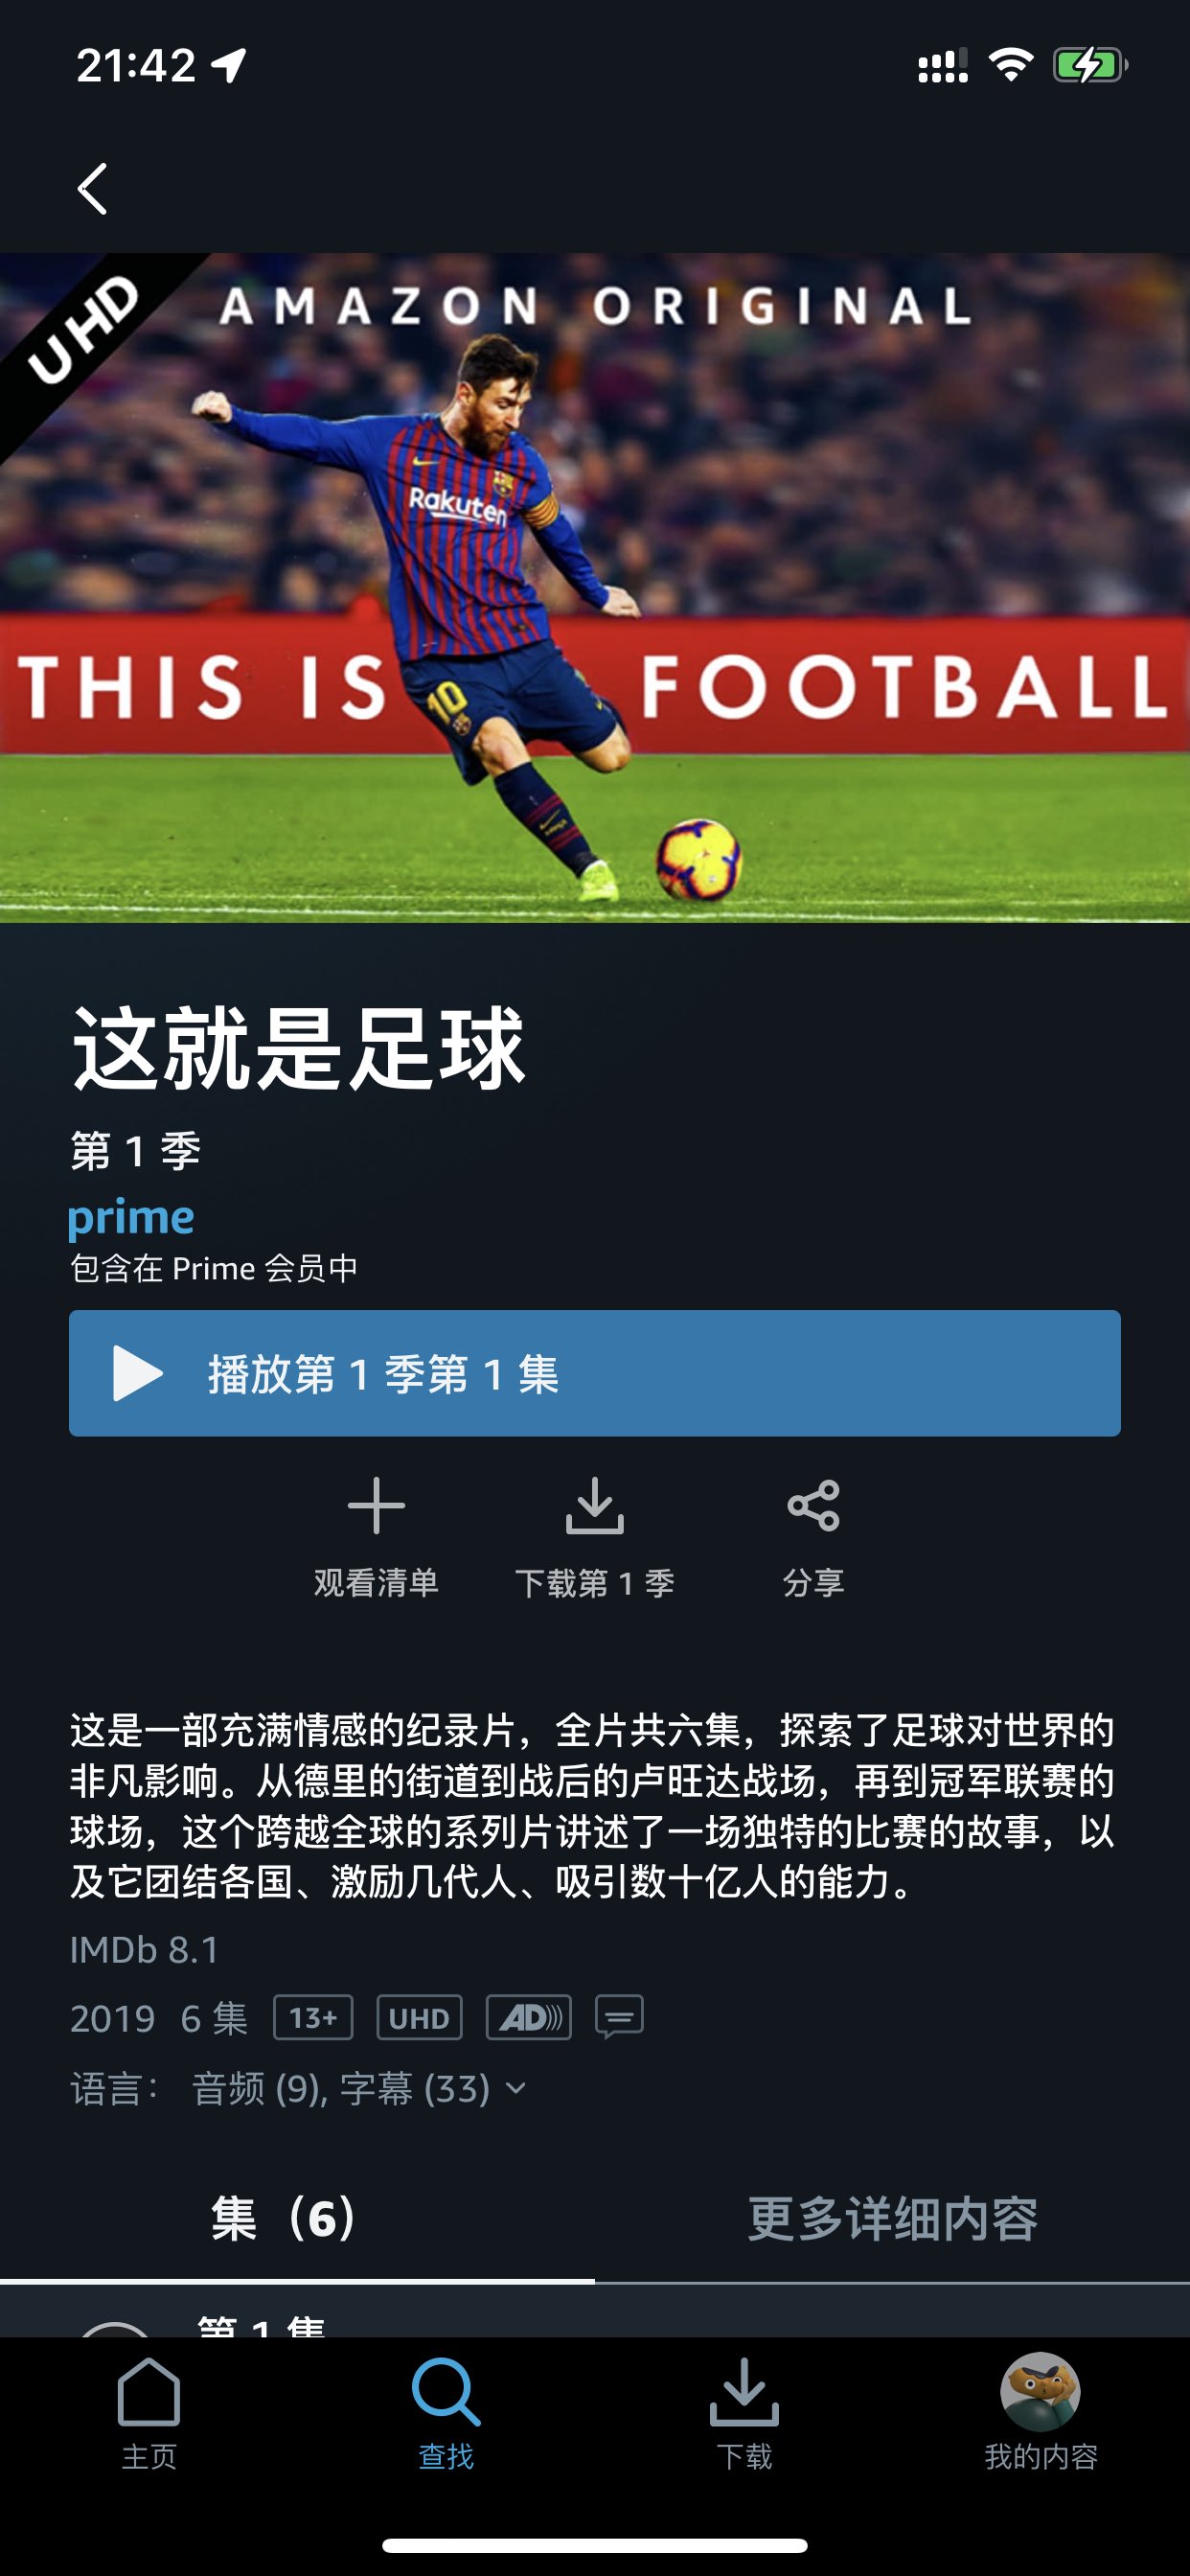 21:42
UHD
AMAZON ORIGINAL
Rakuten
THIS IS FOOTBALL
10
这就是足球
第 1 季
prime
包含在 Prime 会员中
播放第 1 季第 1 集
观看清单 下载第 1 季 分享
这是一部充满情感的纪录片，全片共六集，探索了足球对世界的
非凡影响。从德里的街道到战后的卢旺达战场，再到冠军联赛的
球场，这个跨越全球的系列片讲述了一场独特的比赛的故事，以
及它团结各国、激励几代人、吸引数十亿人的能力。
IMDb 8.1
2019 6 集 13+ UHD AD)))
语言： 音频 (9), 字幕 (33)
集（6） 更多详细内容
第 1 集
主页 查找 下载 我的内容